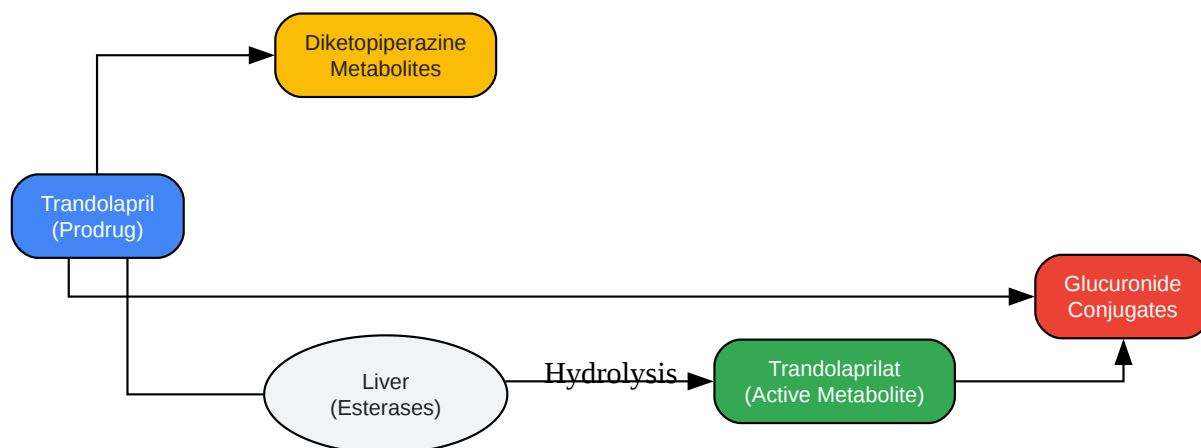 Diketopiperazine
Metabolites
Trandolapril
(Prodrug)
Glucuronide
Conjugates
Liver
(Esterases)
Hydrolysis
Trandolaprilat
(Active Metabolite)